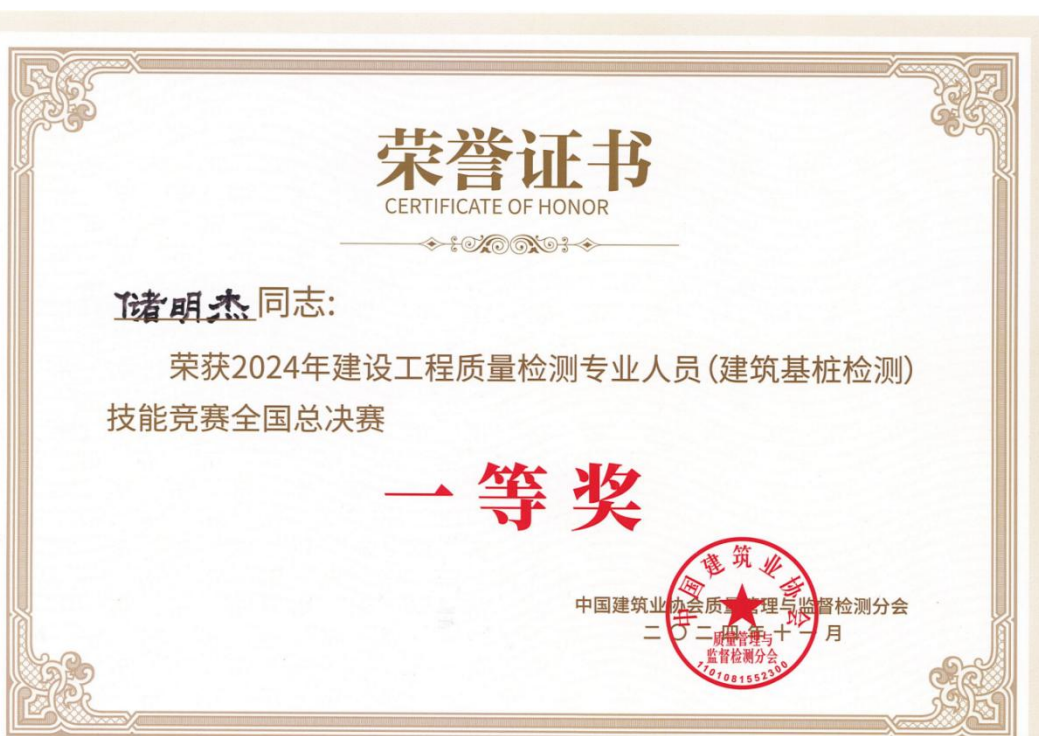 荣誉证书
CERTIFICATE OF HONOR
储明杰同志:
荣获2024年建设工程质量检测专业人员(建筑基桩检测)
技能竞赛全国总决赛
一等奖
中国建筑业协会质量管理与监督检测分会
二〇二四年十一月
中国建筑业协会
质量管理与
监督检测分会
1101081552300